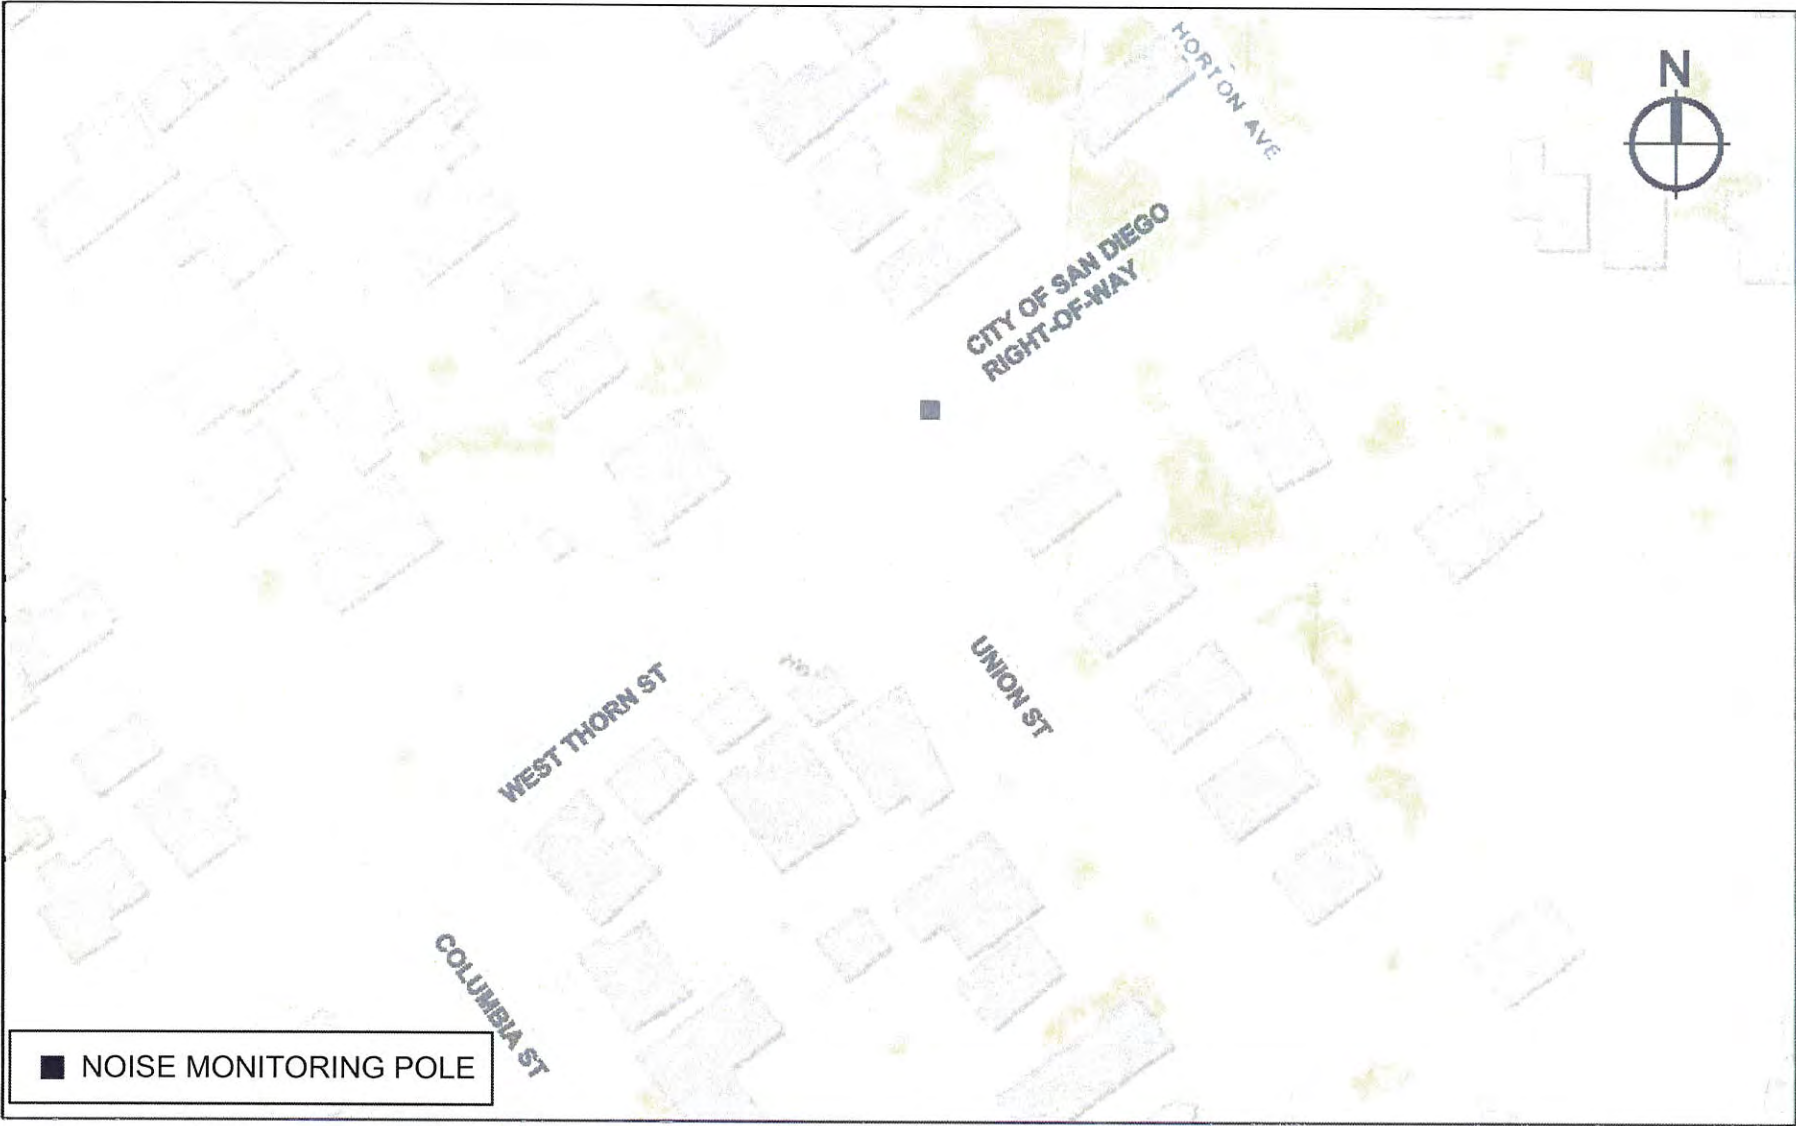 HORTON AVE
N
CITY OF SAN DIEGO
RIGHT-OF-WAY
WEST THORN ST
UNION ST
COLUMBIA ST
NOISE MONITORING POLE